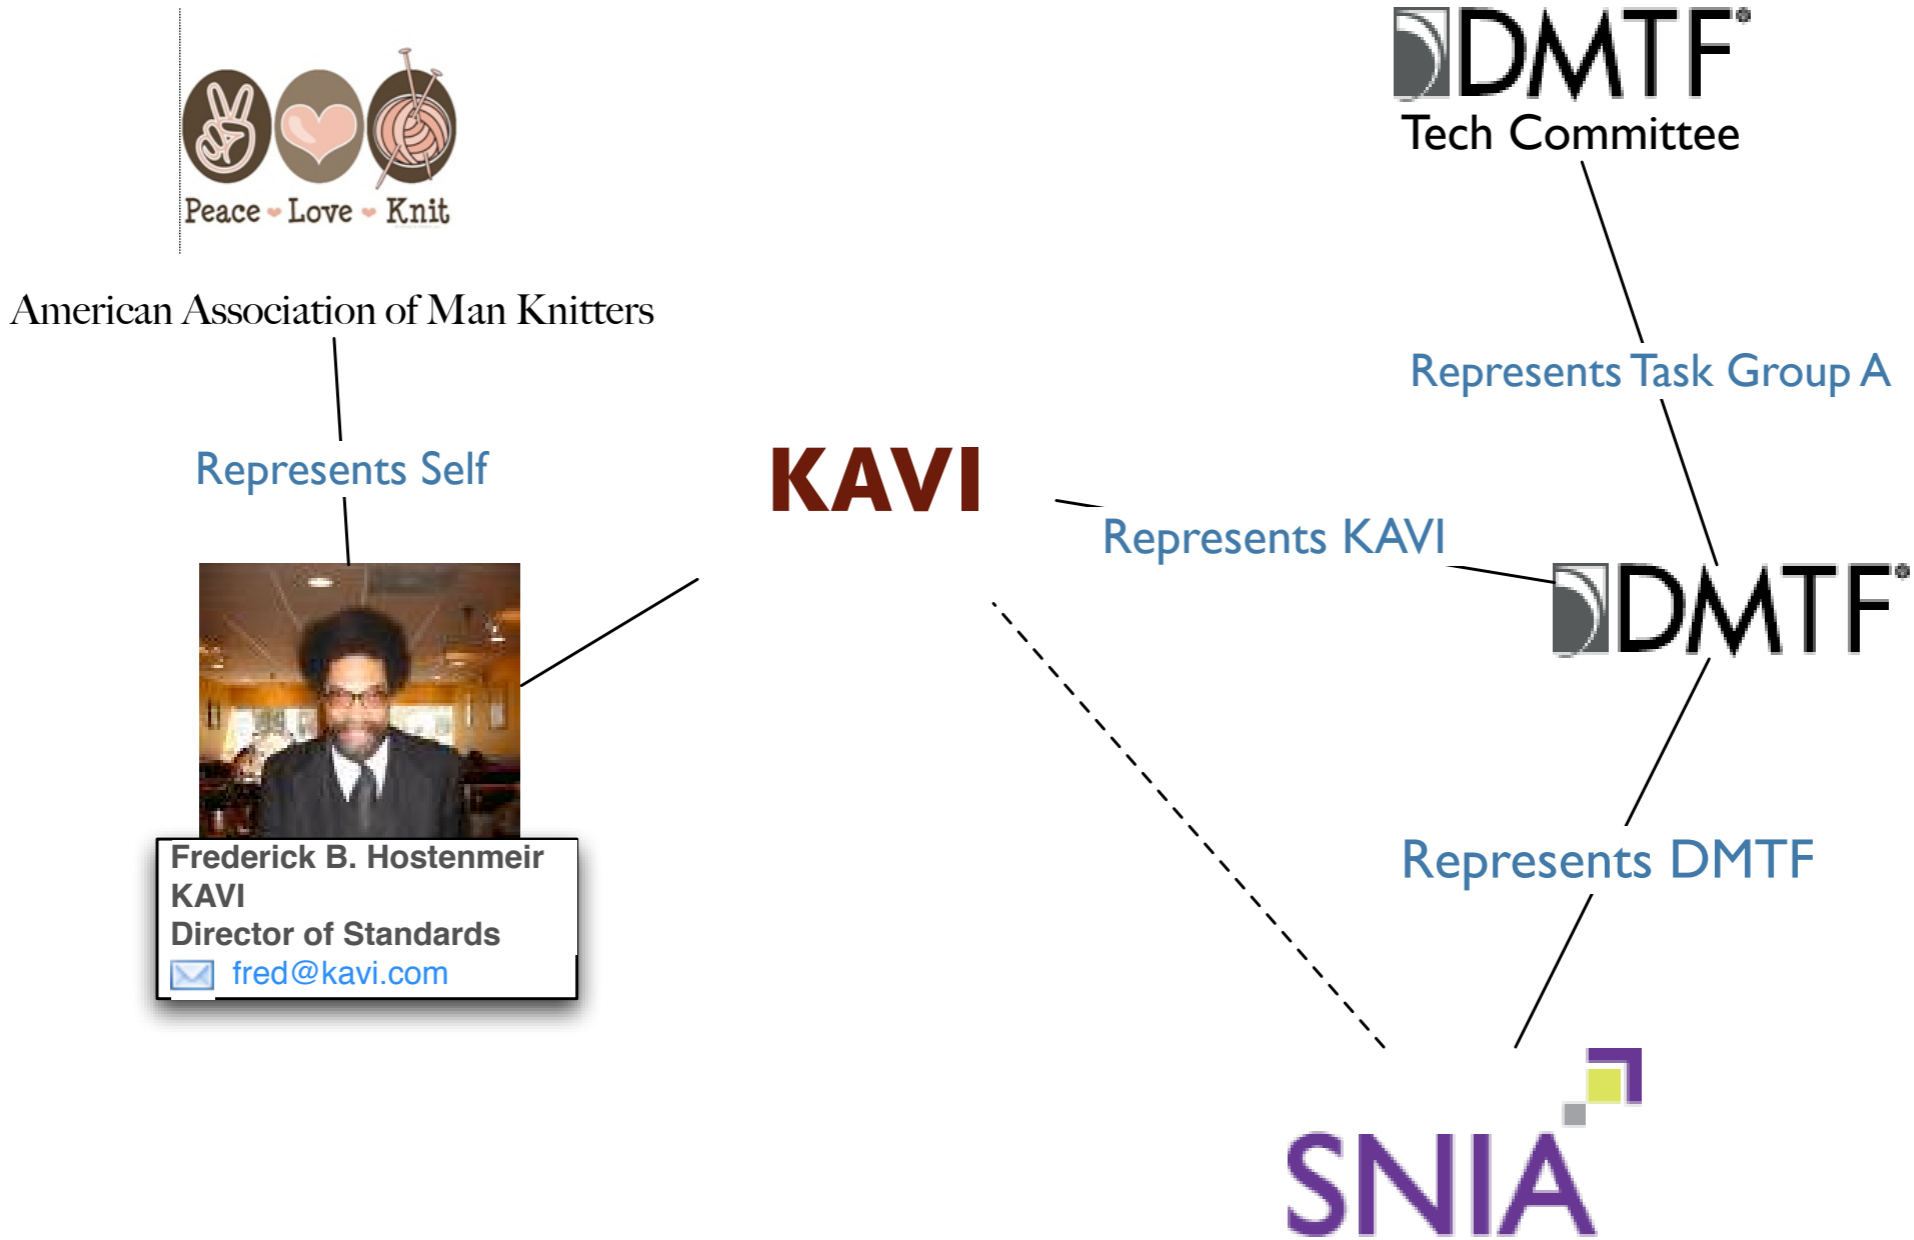 DMTF®
Tech Committee
Peace Love Knit
American Association of Man Knitters
Represents Task Group A
Represents Self
KAVI
Represents KAVI
DMTF®
Frederick B. Hostenmeir
KAVI
Director of Standards
fred@kavi.com
Represents DMTF
SNIA